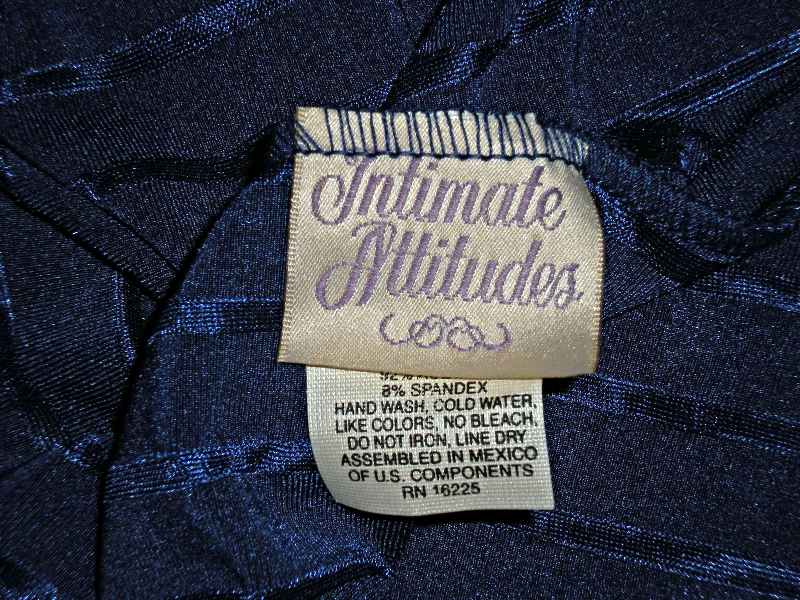 Intimate
Attitudes
8% SPANDEX
HAND WASH, COLD WATER,
LIKE COLORS, NO BLEACH,
DO NOT IRON, LINE DRY
ASSEMBLED IN MEXICO
OF U.S. COMPONENTS
RN 16225